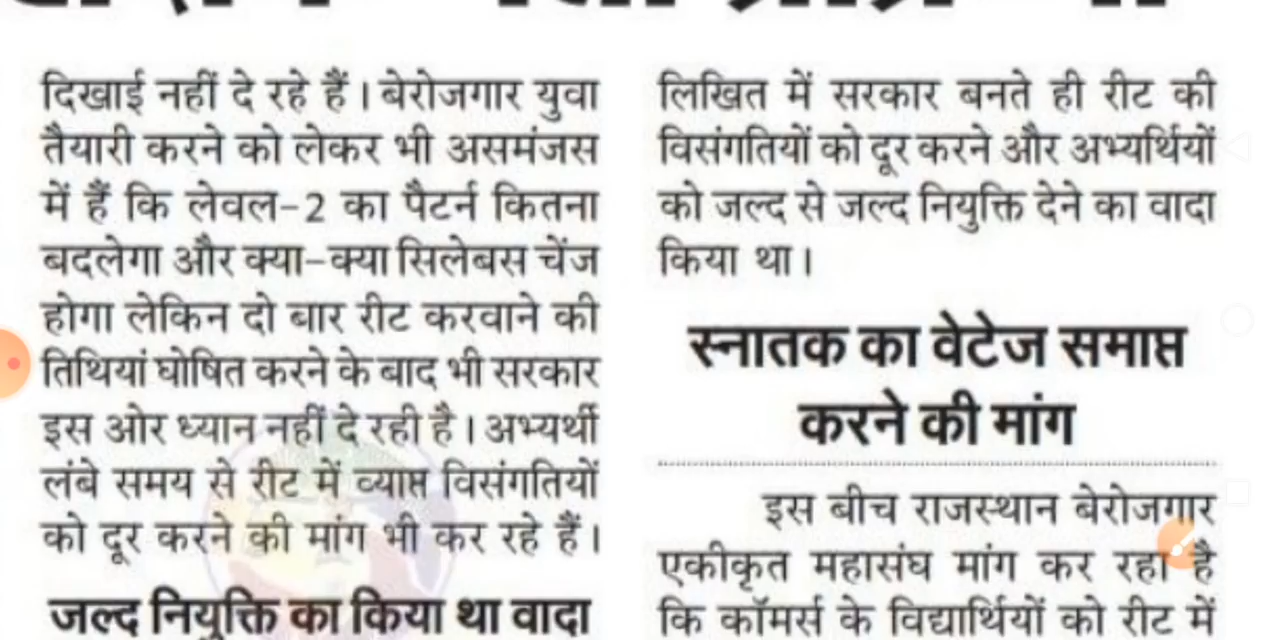 दिखाई नहीं दे रहे हैं। बेरोजगार युवा
तैयारी करने को लेकर भी असमंजस
में हैं कि लेवल-2 का पैटर्न कितना
बदलेगा और क्या-क्या सिलेबस चेंज
होगा लेकिन दो बार रीट करवाने की
तिथियां घोषित करने के बाद भी सरकार
इस ओर ध्यान नहीं दे रही है। अभ्यर्थी
लंबे समय से रीट में व्याप्त विसंगतियों
को दूर करने की मांग भी कर रहे हैं।
जल्द नियुक्ति का किया था वादा
लिखित में सरकार बनते ही रीट की
विसंगतियों को दूर करने और अभ्यर्थियों
को जल्द से जल्द नियुक्ति देने का वादा
किया था।
स्नातक का वेटेज समाप्त
करने की मांग
इस बीच राजस्थान बेरोजगार
एकीकृत महासंघ मांग कर रहा है
कि कॉमर्स के विद्यार्थियों को रीट में